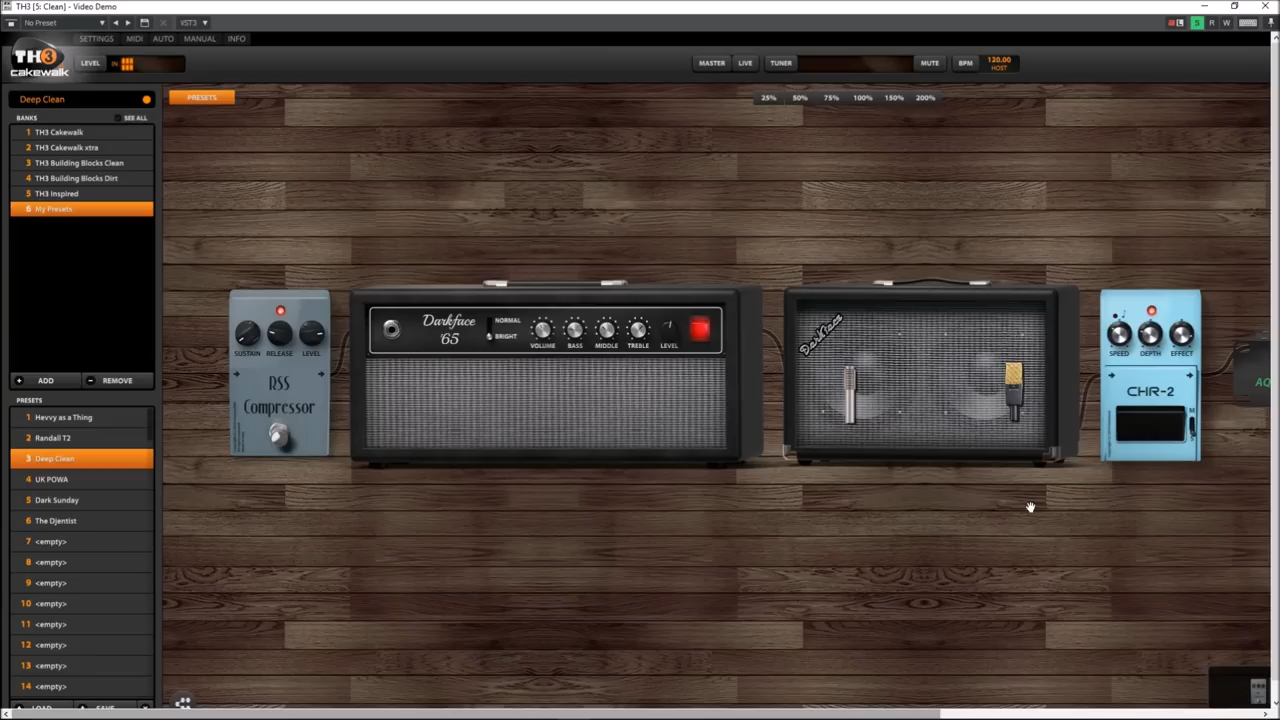 TH3 [5: Clean] - Video Demo
No Preset
VST3
L S R W
SETTINGS MIDI AUTO MANUAL INFO
TH3
cakewalk
LEVEL IN
MASTER LIVE TUNER MUTE BPM 120.00
HOST
Deep Clean
PRESETS
25% 50% 75% 100% 150% 200%
BANKS SEE ALL
1 TH3 Cakewalk
2 TH3 Cakewalk xtra
3 TH3 Building Blocks Clean
4 TH3 Building Blocks Dirt
5 TH3 Inspired
6 My Presets
ADD REMOVE
PRESETS
1 Hevvy as a Thing
2 Randall T2
3 Deep Clean
4 UK POWA
5 Dark Sunday
6 The Djentist
7 <empty>
8 <empty>
9 <empty>
10 <empty>
11 <empty>
12 <empty>
13 <empty>
14 <empty>
LOAD SAVE
SUSTAIN RELEASE LEVEL
RSS
Compressor
Darkface
'65
NORMAL
BRIGHT
VOLUME BASS MIDDLE TREBLE LEVEL
Darkface
SPEED DEPTH EFFECT
CHR-2
M
AQ